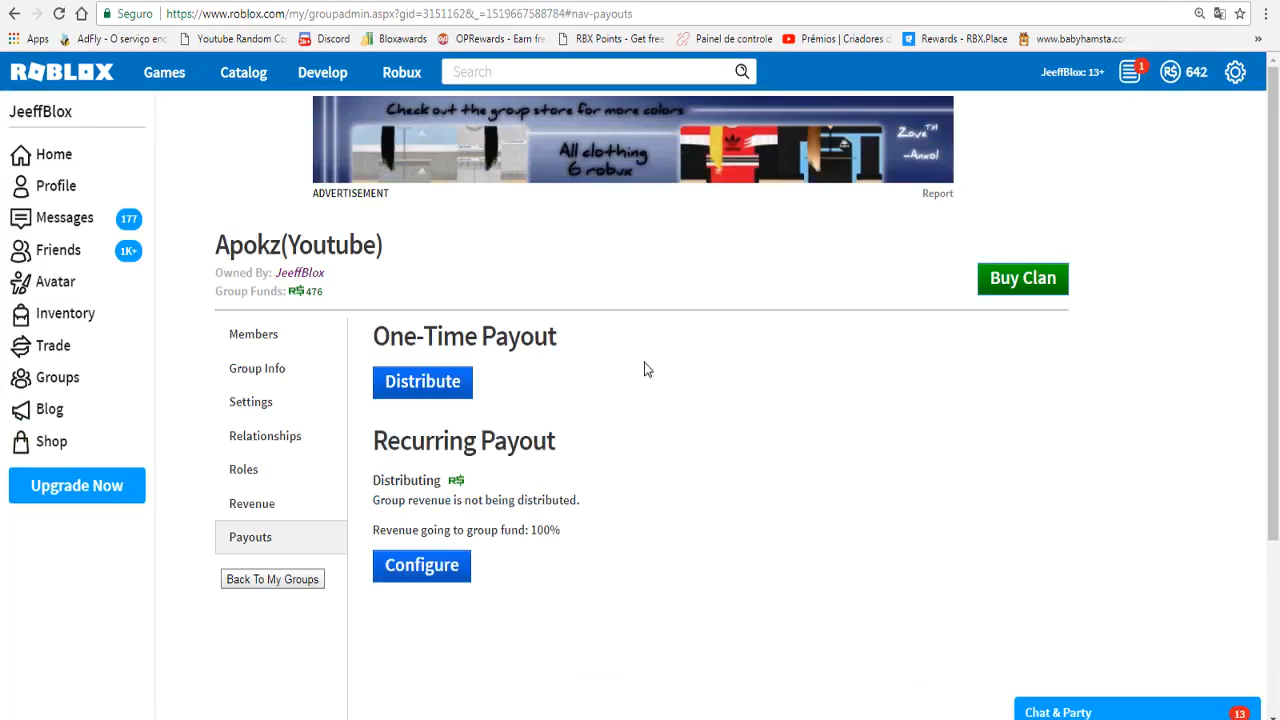 Seguro https://www.roblox.com/my/groupadmin.aspx?gid=3151162&_=1519667588784#nav-payouts
Apps AdFly - O serviço enc Youtube Random Co Discord Bloxawards OPRewards - Earn fre RBX Points - Get free Painel de controle Prêmios | Criadores d Rewards - RBX.Place www.babyhamsta.com »
ROBLOX Games Catalog Develop Robux Search JeeffBlox: 13+ 1 R$ 642
JeeffBlox
Home
Profile
Messages 177
Friends 1K+
Avatar
Inventory
Trade
Groups
Blog
Shop
Upgrade Now
Check out the group store for more colors
All clothing
6 robux
Zove™
-Anxol
ADVERTISEMENT Report
Apokz(Youtube)
Owned By: JeeffBlox
Group Funds: R$ 476
Buy Clan
Members
Group Info
Settings
Relationships
Roles
Revenue
Payouts
Back To My Groups
One-Time Payout
Distribute
Recurring Payout
Distributing R$
Group revenue is not being distributed.
Revenue going to group fund: 100%
Configure
Chat & Party 13